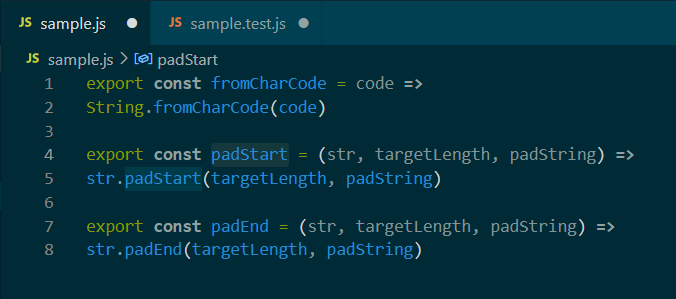 JS sample.js ● JS sample.test.js ●
JS sample.js > padStart
1 export const fromCharCode = code =>
2 String.fromCharCode(code)
3
4 export const padStart = (str, targetLength, padString) =>
5 str.padStart(targetLength, padString)
6
7 export const padEnd = (str, targetLength, padString) =>
8 str.padEnd(targetLength, padString)